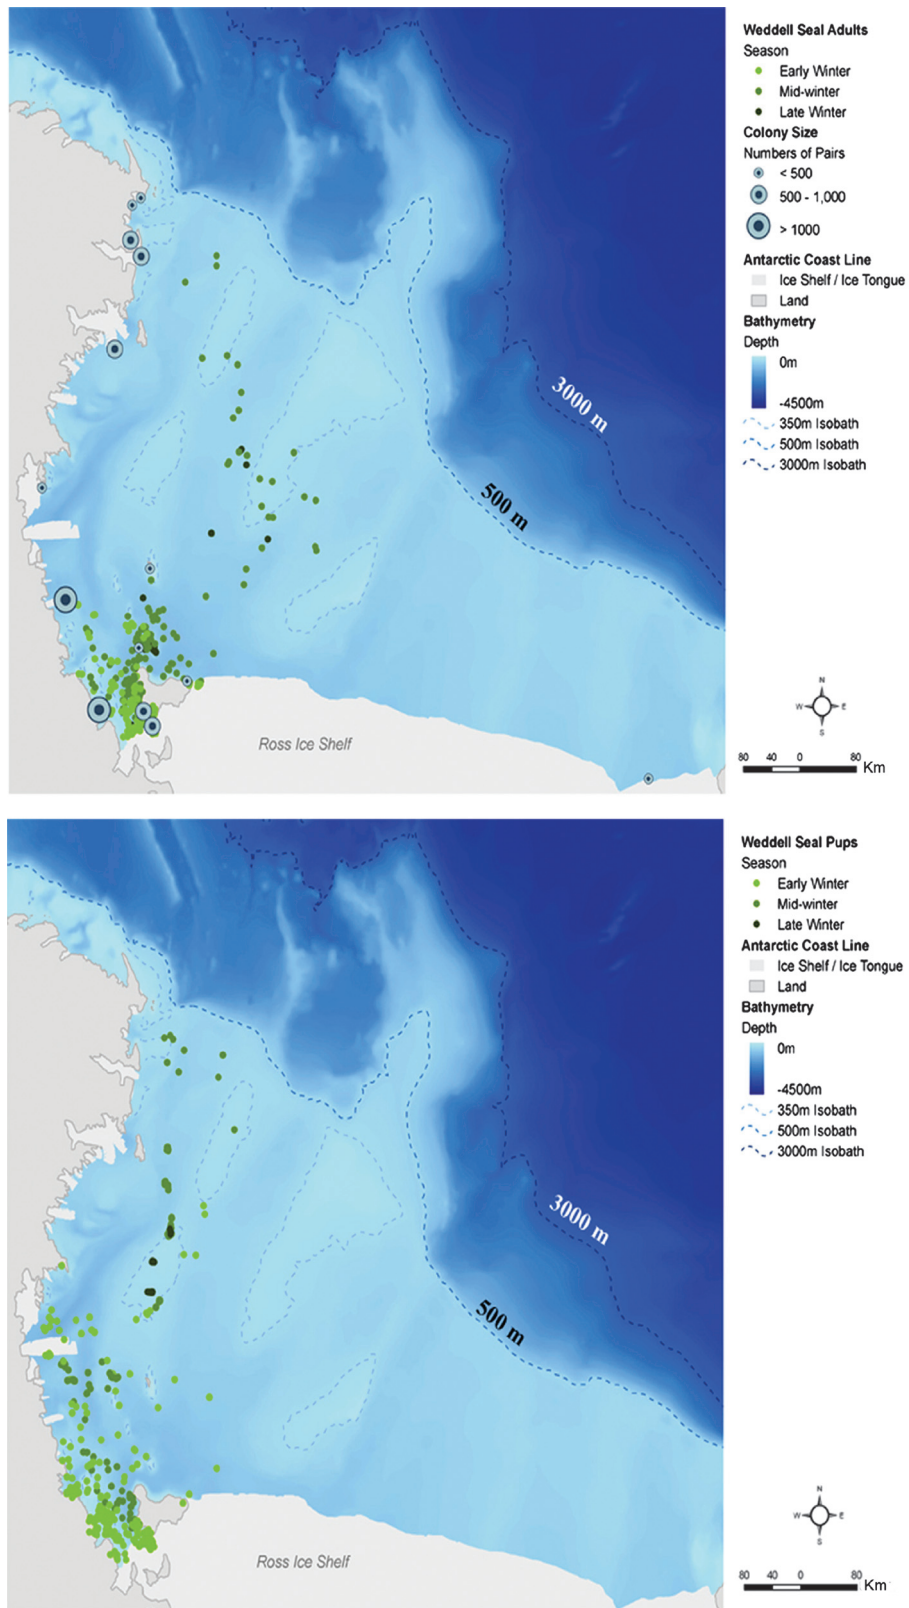 Weddell Seal Adults
Season
Early Winter
Mid-winter
Late Winter
Colony Size
Numbers of Pairs
< 500
500 - 1,000
> 1000
Antarctic Coast Line
Ice Shelf / Ice Tongue
Land
Bathymetry
Depth
0m
-4500m
350m Isobath
500m Isobath
3000m Isobath
3000 m
500 m
Ross Ice Shelf
N
W E
S
80 40 0 80
Km
Weddell Seal Pups
Season
Early Winter
Mid-winter
Late Winter
Antarctic Coast Line
Ice Shelf / Ice Tongue
Land
Bathymetry
Depth
0m
-4500m
350m Isobath
500m Isobath
3000m Isobath
3000 m
500 m
Ross Ice Shelf
N
W E
S
80 40 0 80
Km